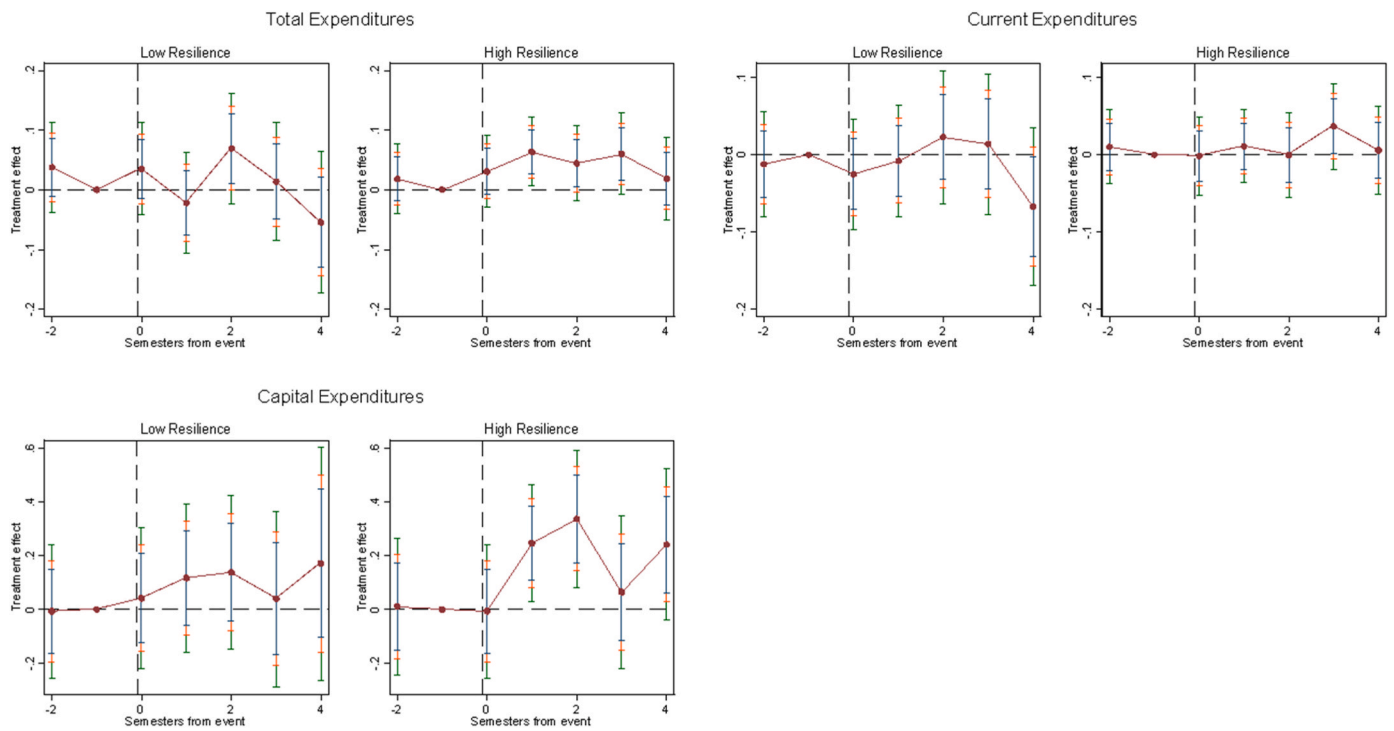 Total Expenditures
Low Resilience
High Resilience
Treatment effect
.2
.1
0
-.1
-.2
-2
0
2
4
Semesters from event
Treatment effect
.2
.1
0
-.1
-.2
-2
0
2
4
Semesters from event
Current Expenditures
Low Resilience
High Resilience
Treatment effect
.1
0
-.1
-.2
-2
0
2
4
Semesters from event
Treatment effect
.1
0
-.1
-.2
-2
0
2
4
Semesters from event
Capital Expenditures
Low Resilience
High Resilience
Treatment effect
.6
.4
.2
0
-.2
-2
0
2
4
Semesters from event
Treatment effect
.6
.4
.2
0
-.2
-2
0
2
4
Semesters from event